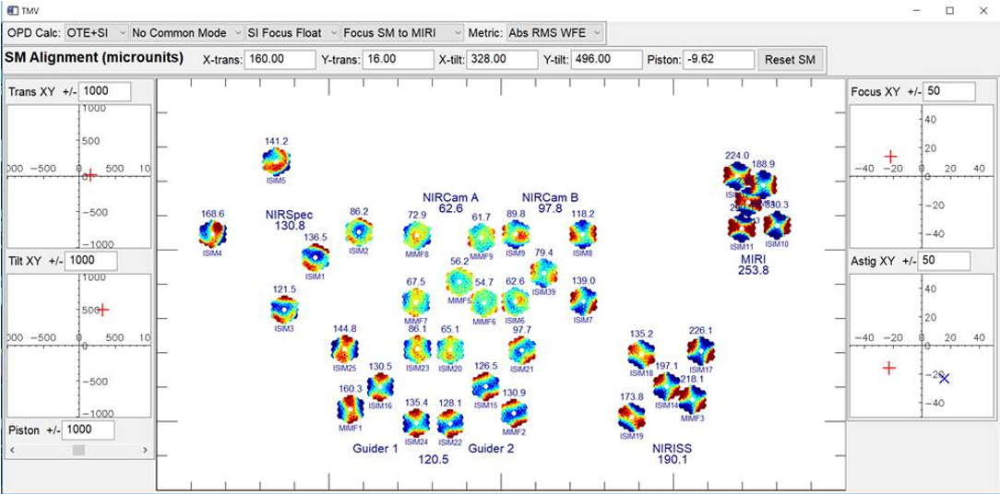 TMV
OPD Calc: OTE+SI No Common Mode SI Focus Float Focus SM to MIRI Metric: Abs RMS WFE
SM Alignment (microunits) X-trans: 160.00 Y-trans: 16.00 X-tilt: 328.00 Y-tilt: 496.00 Piston: -9.62 Reset SM
Trans XY +/- 1000
1000
500
000 -500 0 500 10
-500
-1000
Tilt XY +/- 1000
1000
500
000 -500 0 500 10
-500
-1000
Piston +/- 1000
141.2
ISIM5
168.6
ISIM4
NIRSpec
130.8
136.5
ISIM1
86.2
ISIM2
121.5
ISIM3
NIRCam A
62.6
72.9
MIMF8
61.7
MIMF9
56.2
MIMF5
67.5
MIMF7
54.7
MIMF6
NIRCam B
97.8
89.8
ISIM9
118.2
ISIM8
79.4
ISIM39
62.6
ISIM6
139.0
ISIM7
144.8
ISIM25
86.1
ISIM23
65.1
ISIM20
97.7
ISIM21
130.5
ISIM16
160.3
MIMF1
135.4
ISIM24
128.1
ISIM22
126.5
ISIM15
130.9
MIMF2
Guider 1
120.5
Guider 2
224.0
188.9
ISIM11
ISIM10
MIRI
253.8
135.2
ISIM18
226.1
ISIM17
197.1
ISIM14
218.1
MIMF3
173.8
ISIM19
NIRISS
190.1
Focus XY +/- 50
40
20
-40 -20 0 20 40
-20
-40
Astig XY +/- 50
40
20
-40 -20 0 20 40
-20
-40